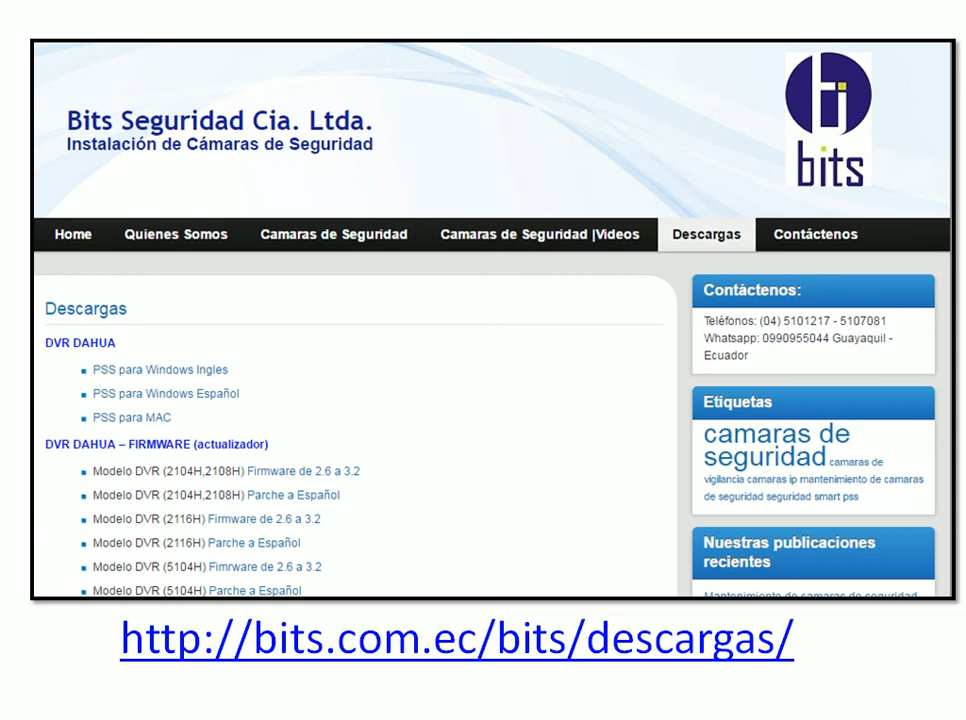 Bits Seguridad Cia. Ltda.
Instalación de Cámaras de Seguridad
bits
Home Quienes Somos Camaras de Seguridad Camaras de Seguridad |Videos Descargas Contáctenos
Descargas
DVR DAHUA
PSS para Windows Ingles
PSS para Windows Español
PSS para MAC
DVR DAHUA – FIRMWARE (actualizador)
Modelo DVR (2104H,2108H) Firmware de 2.6 a 3.2
Modelo DVR (2104H,2108H) Parche a Español
Modelo DVR (2116H) Firmware de 2.6 a 3.2
Modelo DVR (2116H) Parche a Español
Modelo DVR (5104H) Fimrware de 2.6 a 3.2
Modelo DVR (5104H) Parche a Español
Contáctenos:
Teléfonos: (04) 5101217 - 5107081
Whatsapp: 0990955044 Guayaquil -
Ecuador
Etiquetas
camaras de
seguridad camaras de
vigilancia camaras ip mantenimiento de camaras
de seguridad seguridad smart pss
Nuestras publicaciones
recientes
Mantenimiento de camaras de seguridad
http://bits.com.ec/bits/descargas/